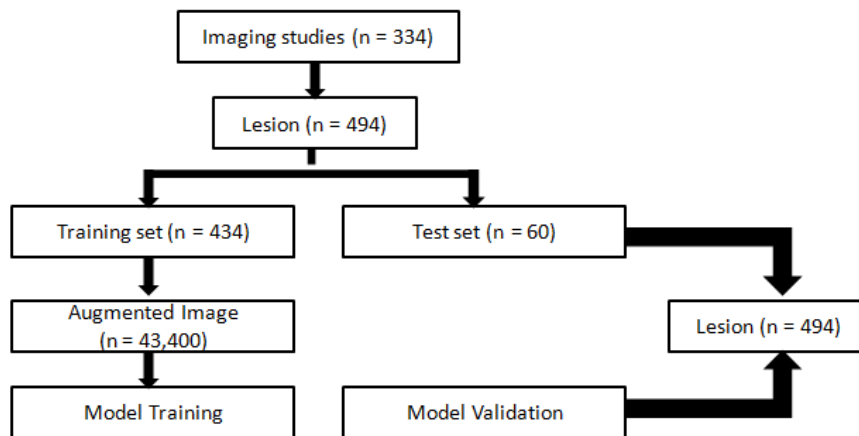 Imaging studies (n = 334)
Lesion (n = 494)
Training set (n = 434)
Test set (n = 60)
Augmented Image
(n = 43,400)
Lesion (n = 494)
Model Training
Model Validation